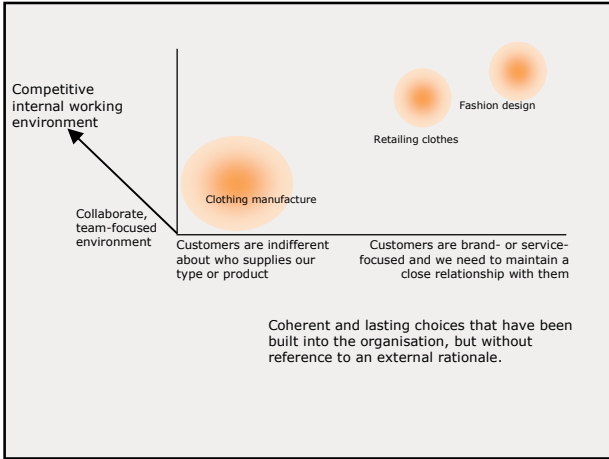 Competitive
internal working
environment
Fashion design
Retailing clothes
Clothing manufacture
Collaborate,
team-focused
environment
Customers are indifferent
about who supplies our
type or product
Customers are brand- or service-
focused and we need to maintain a
close relationship with them
Coherent and lasting choices that have been
built into the organisation, but without
reference to an external rationale.